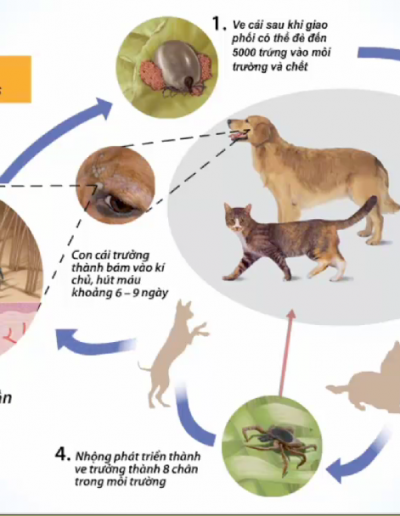 1. Ve cái sau khi giao
phối có thể đẻ đến
5000 trứng vào môi
trường và chết
Con cái trưởng
thành bám vào kí
chủ, hút máu
khoảng 6 – 9 ngày
4. Nhộng phát triển thành
ve trưởng thành 8 chân
trong môi trường